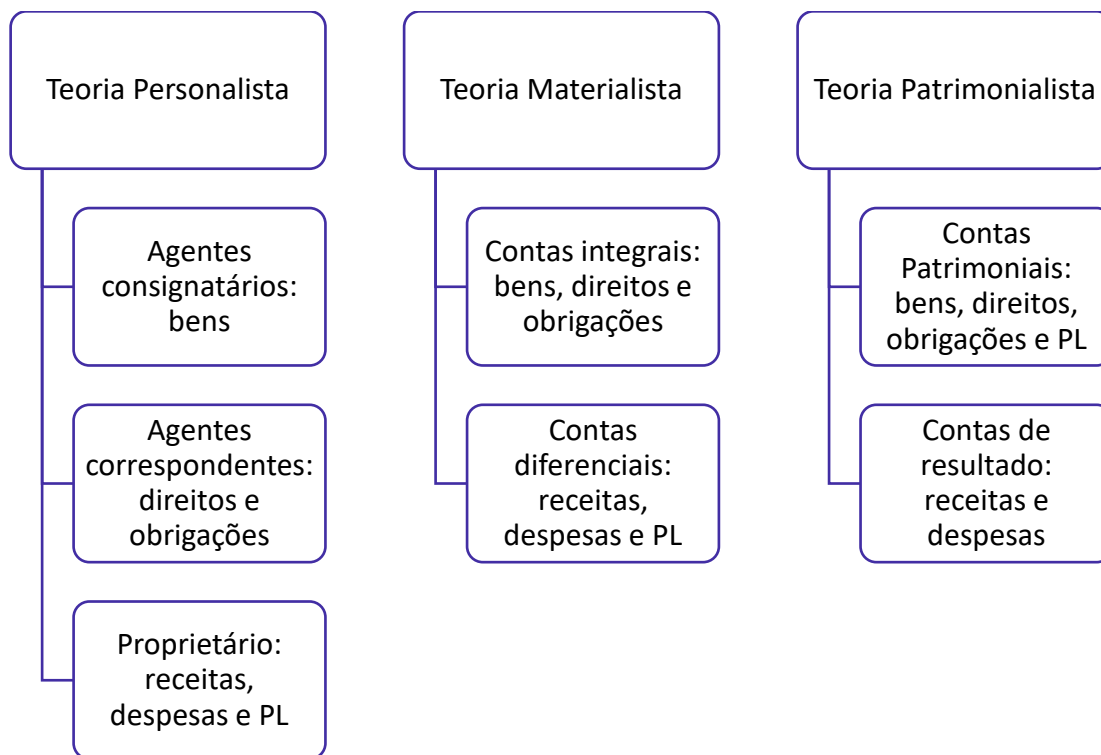 Teoria Personalista
Agentes
consignatários:
bens
Agentes
correspondentes:
direitos e
obrigações
Proprietário:
receitas,
despesas e PL
Teoria Materialista
Contas integrais:
bens, direitos e
obrigações
Contas
diferenciais:
receitas,
despesas e PL
Teoria Patrimonialista
Contas
Patrimoniais:
bens, direitos,
obrigações e PL
Contas de
resultado:
receitas e
despesas